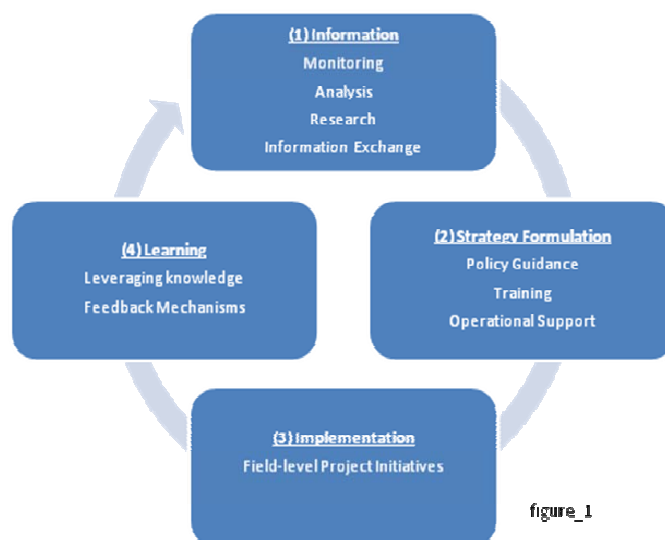 (1) Information
Monitoring
Analysis
Research
Information Exchange
(2) Strategy Formulation
Policy Guidance
Training
Operational Support
(3) Implementation
Field-level Project Initiatives
(4) Learning
Leveraging knowledge
Feedback Mechanisms
figure_1